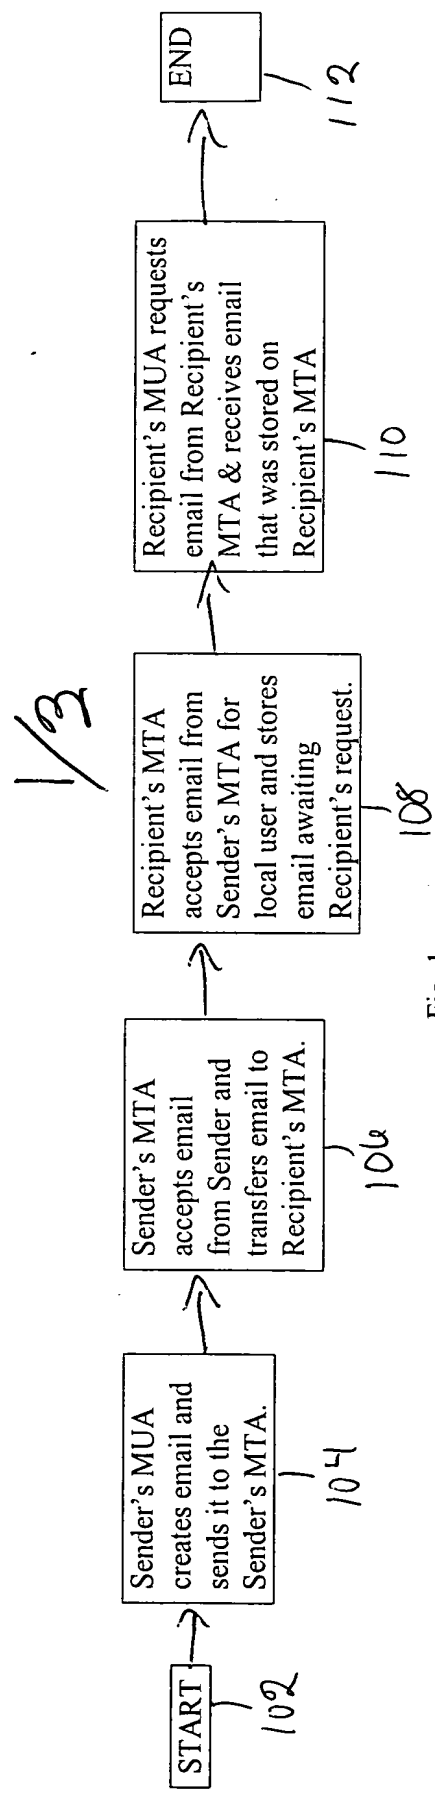 1/3
START
102
Sender's MUA
creates email and
sends it to the
Sender's MTA.
104
Sender's MTA
accepts email
from Sender and
transfers email to
Recipient's MTA.
106
Recipient's MTA
accepts email from
Sender's MTA for
local user and stores
email awaiting
Recipient's request.
108
Recipient's MUA requests
email from Recipient's
MTA & receives email
that was stored on
Recipient's MTA
110
END
112